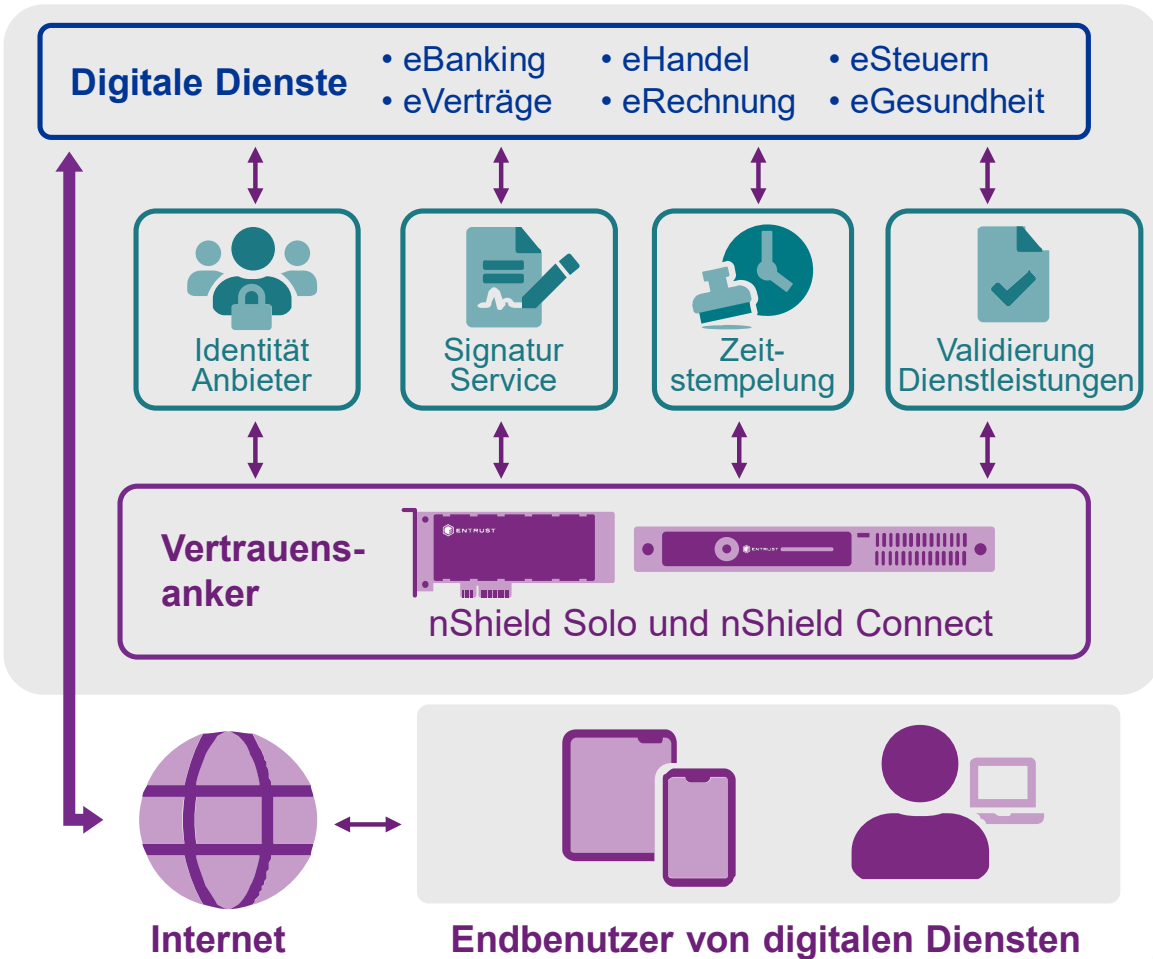 Digitale Dienste
• eBanking
• eHandel
• eSteuern
• eVerträge
• eRechnung
• eGesundheit
Identität
Anbieter
Signatur
Service
Zeit-
stempelung
Validierung
Dienstleistungen
Vertrauens-
anker
ENTRUST
ENTRUST
nShield Solo und nShield Connect
Internet
Endbenutzer von digitalen Diensten